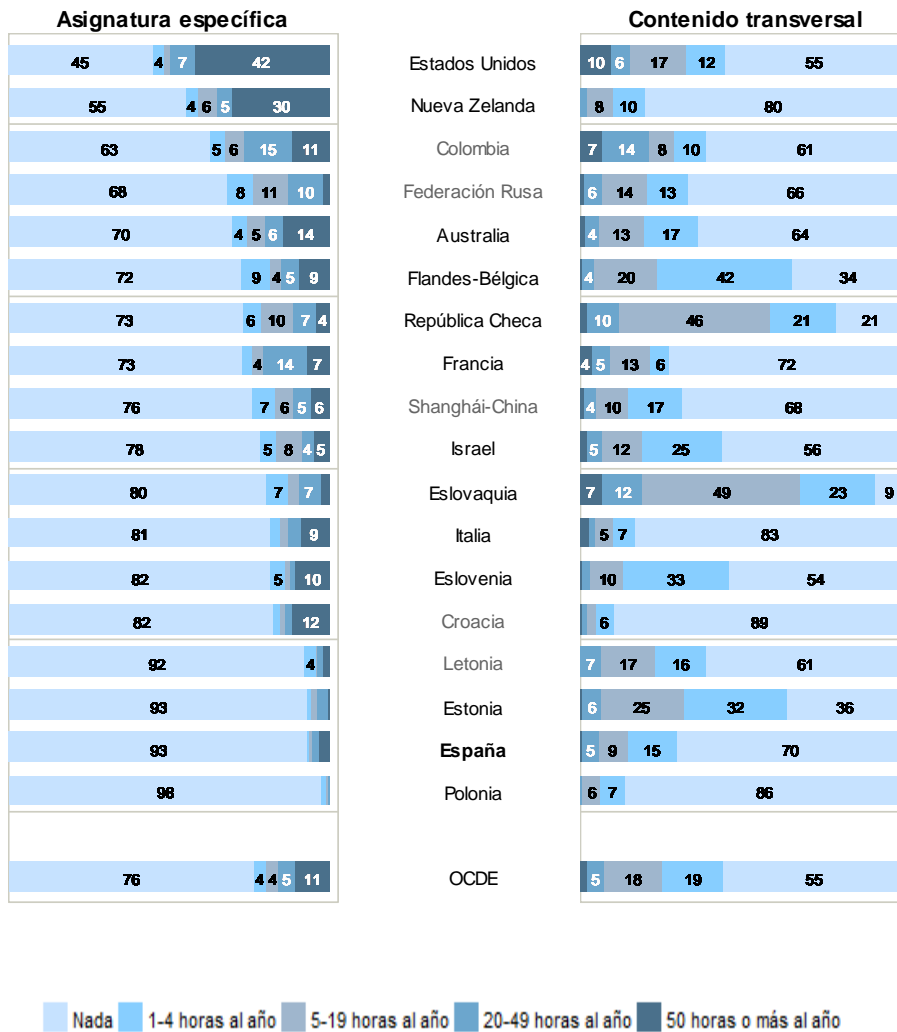 Asignatura específica Contenido transversal
45 4 7 42 Estados Unidos 10 6 17 12 55
55 4 6 5 30 Nueva Zelanda 8 10 80
63 5 6 15 11 Colombia 7 14 8 10 61
68 8 11 10 Federación Rusa 6 14 13 66
70 4 5 6 14 Australia 4 13 17 64
72 9 4 5 9 Flandes-Bélgica 4 20 42 34
73 6 10 7 4 República Checa 10 46 21 21
73 4 14 7 Francia 4 5 13 6 72
76 7 6 5 6 Shanghái-China 4 10 17 68
78 5 8 4 5 Israel 5 12 25 56
80 7 7 Eslovaquia 7 12 49 23 9
81 9 Italia 5 7 83
82 5 10 Eslovenia 10 33 54
82 12 Croacia 6 89
92 4 Letonia 7 17 16 61
93 Estonia 6 25 32 36
93 España 5 9 15 70
98 Polonia 6 7 86
76 4 4 5 11 OCDE 5 18 19 55
Nada 1-4 horas al año 5-19 horas al año 20-49 horas al año 50 horas o más al año